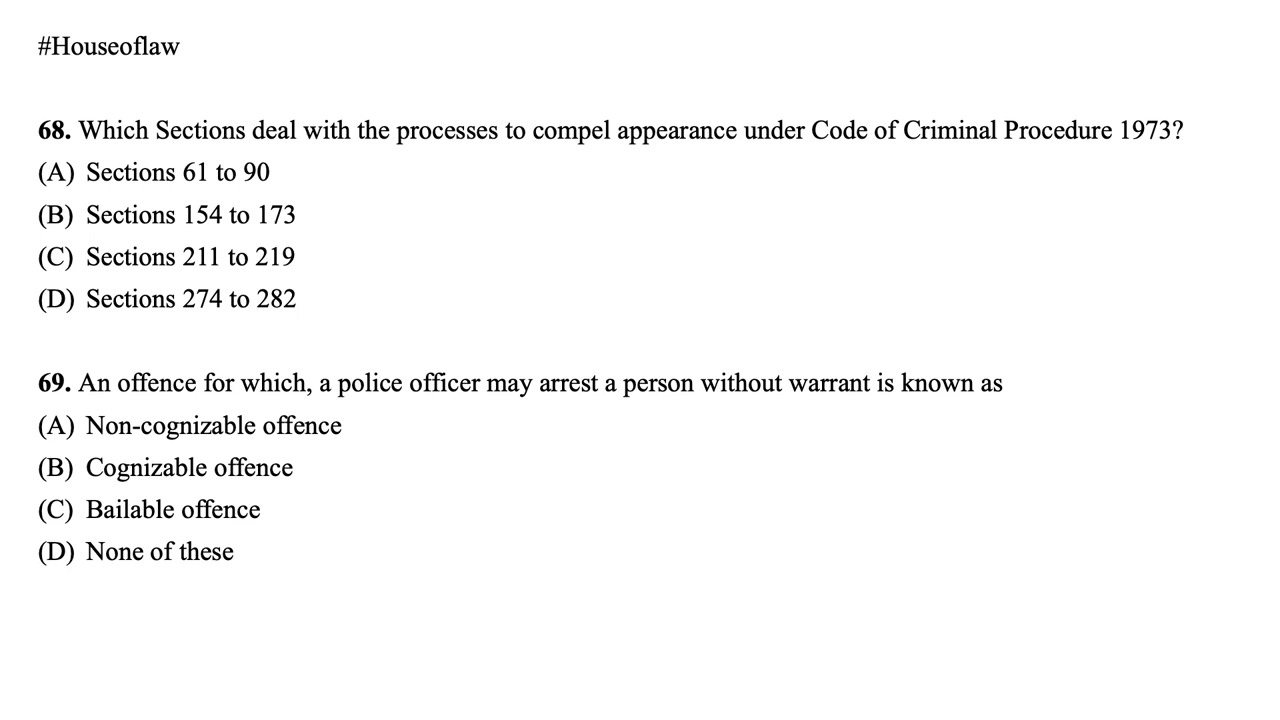 #Houseoflaw
68. Which Sections deal with the processes to compel appearance under Code of Criminal Procedure 1973?
(A) Sections 61 to 90
(B) Sections 154 to 173
(C) Sections 211 to 219
(D) Sections 274 to 282
69. An offence for which, a police officer may arrest a person without warrant is known as
(A) Non-cognizable offence
(B) Cognizable offence
(C) Bailable offence
(D) None of these